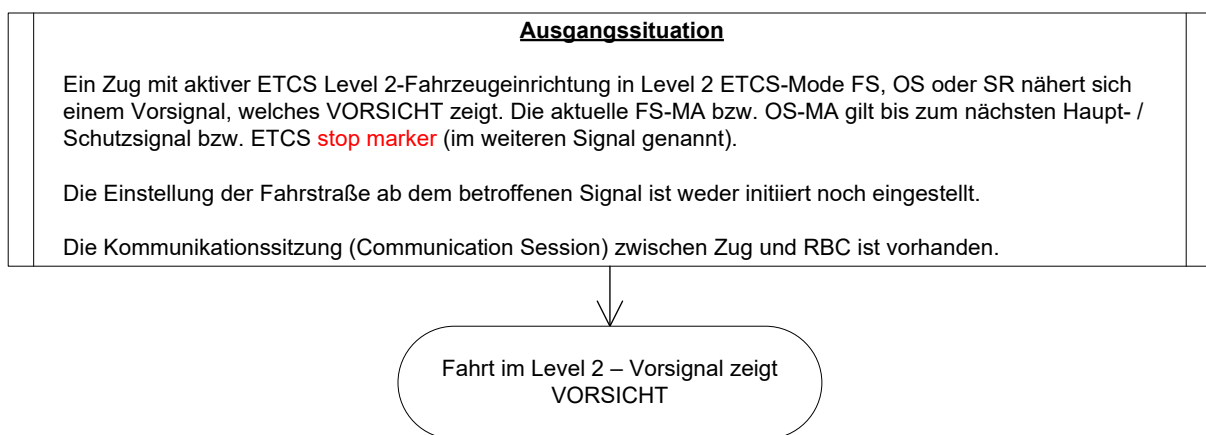 Ausgangssituation
Ein Zug mit aktiver ETCS Level 2-Fahrzeugeinrichtung in Level 2 ETCS-Mode FS, OS oder SR nähert sich
einem Vorsignal, welches VORSICHT zeigt. Die aktuelle FS-MA bzw. OS-MA gilt bis zum nächsten Haupt- /
Schutzsignal bzw. ETCS stop marker (im weiteren Signal genannt).
Die Einstellung der Fahrstraße ab dem betroffenen Signal ist weder initiiert noch eingestellt.
Die Kommunikationssitzung (Communication Session) zwischen Zug und RBC ist vorhanden.
Fahrt im Level 2 – Vorsignal zeigt
VORSICHT